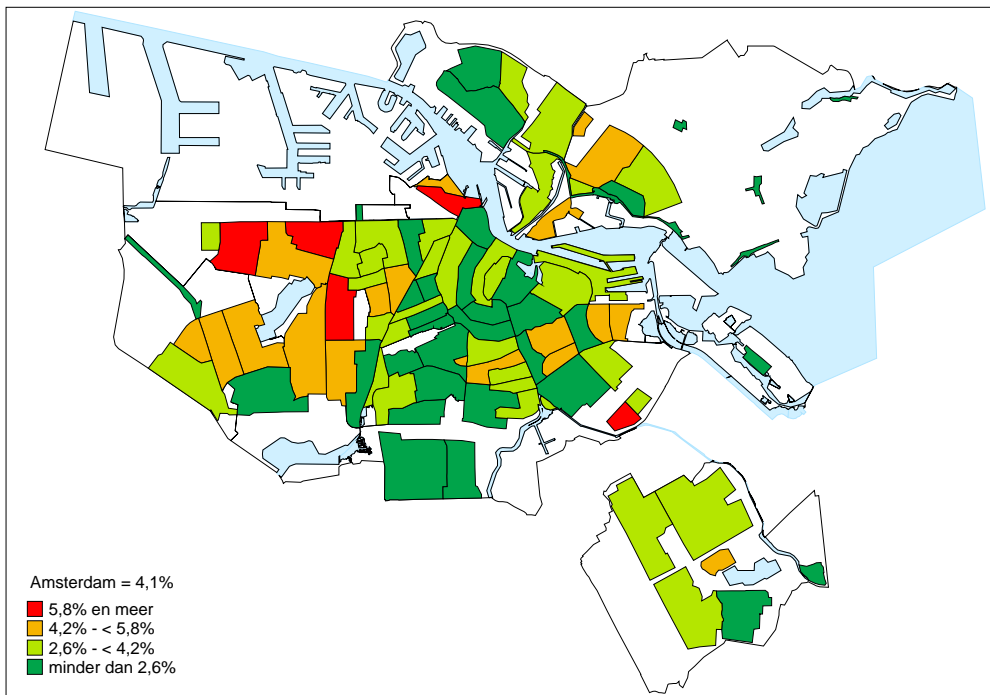 Amsterdam = 4,1%
5,8% en meer
4,2% - < 5,8%
2,6% - < 4,2%
minder dan 2,6%